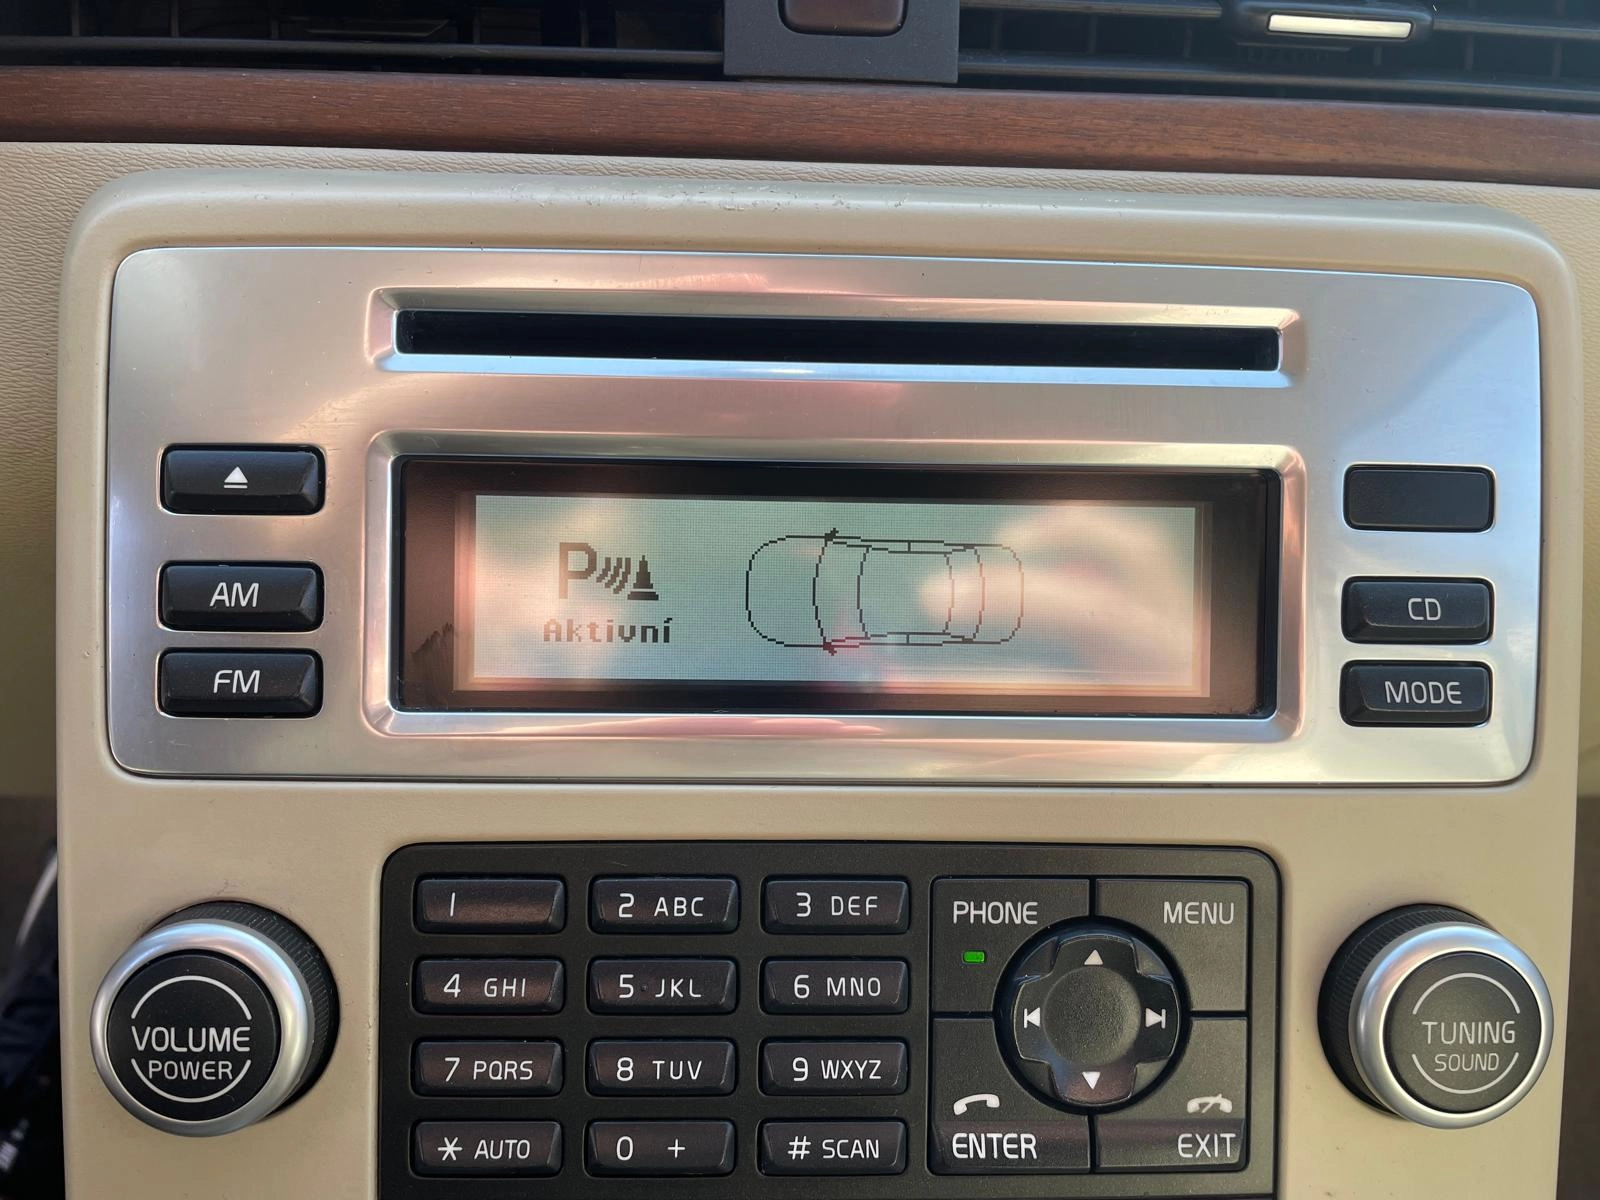 AM
FM
P
Aktivní
CD
MODE
VOLUME
POWER
1
2 ABC
3 DEF
4 GHI
5 JKL
6 MNO
7 PQRS
8 TUV
9 WXYZ
* AUTO
0 +
# SCAN
PHONE
MENU
ENTER
EXIT
TUNING
SOUND